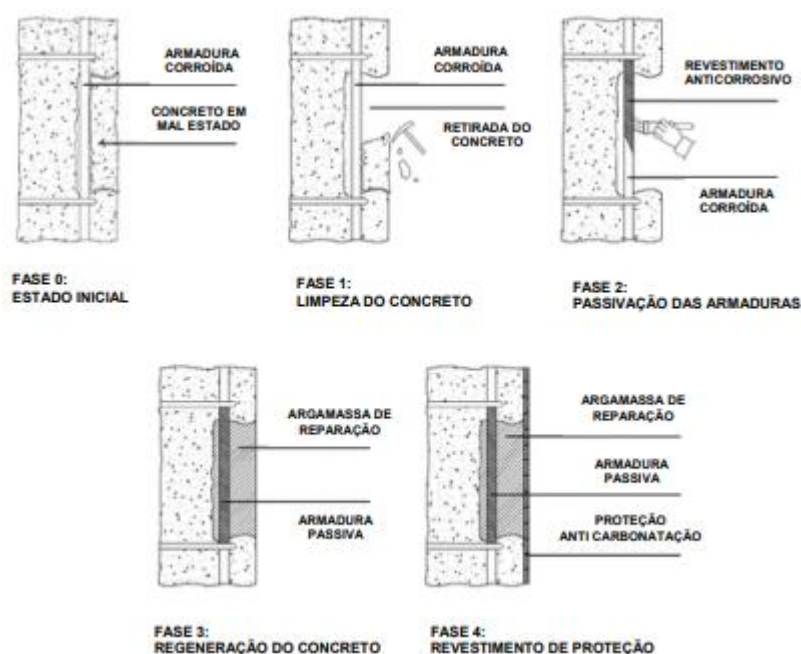 ARMADURA
CORROÍDA
CONCRETO EM
MAL ESTADO
FASE 0:
ESTADO INICIAL
ARMADURA
CORROÍDA
RETIRADA DO
CONCRETO
FASE 1:
LIMPEZA DO CONCRETO
REVESTIMENTO
ANTICORROSIVO
ARMADURA
CORROÍDA
FASE 2:
PASSIVAÇÃO DAS ARMADURAS
ARGAMASSA DE
REPARAÇÃO
ARMADURA
PASSIVA
FASE 3:
REGENERAÇÃO DO CONCRETO
ARGAMASSA DE
REPARAÇÃO
ARMADURA
PASSIVA
PROTEÇÃO
ANTI CARBONATAÇÃO
FASE 4:
REVESTIMENTO DE PROTEÇÃO